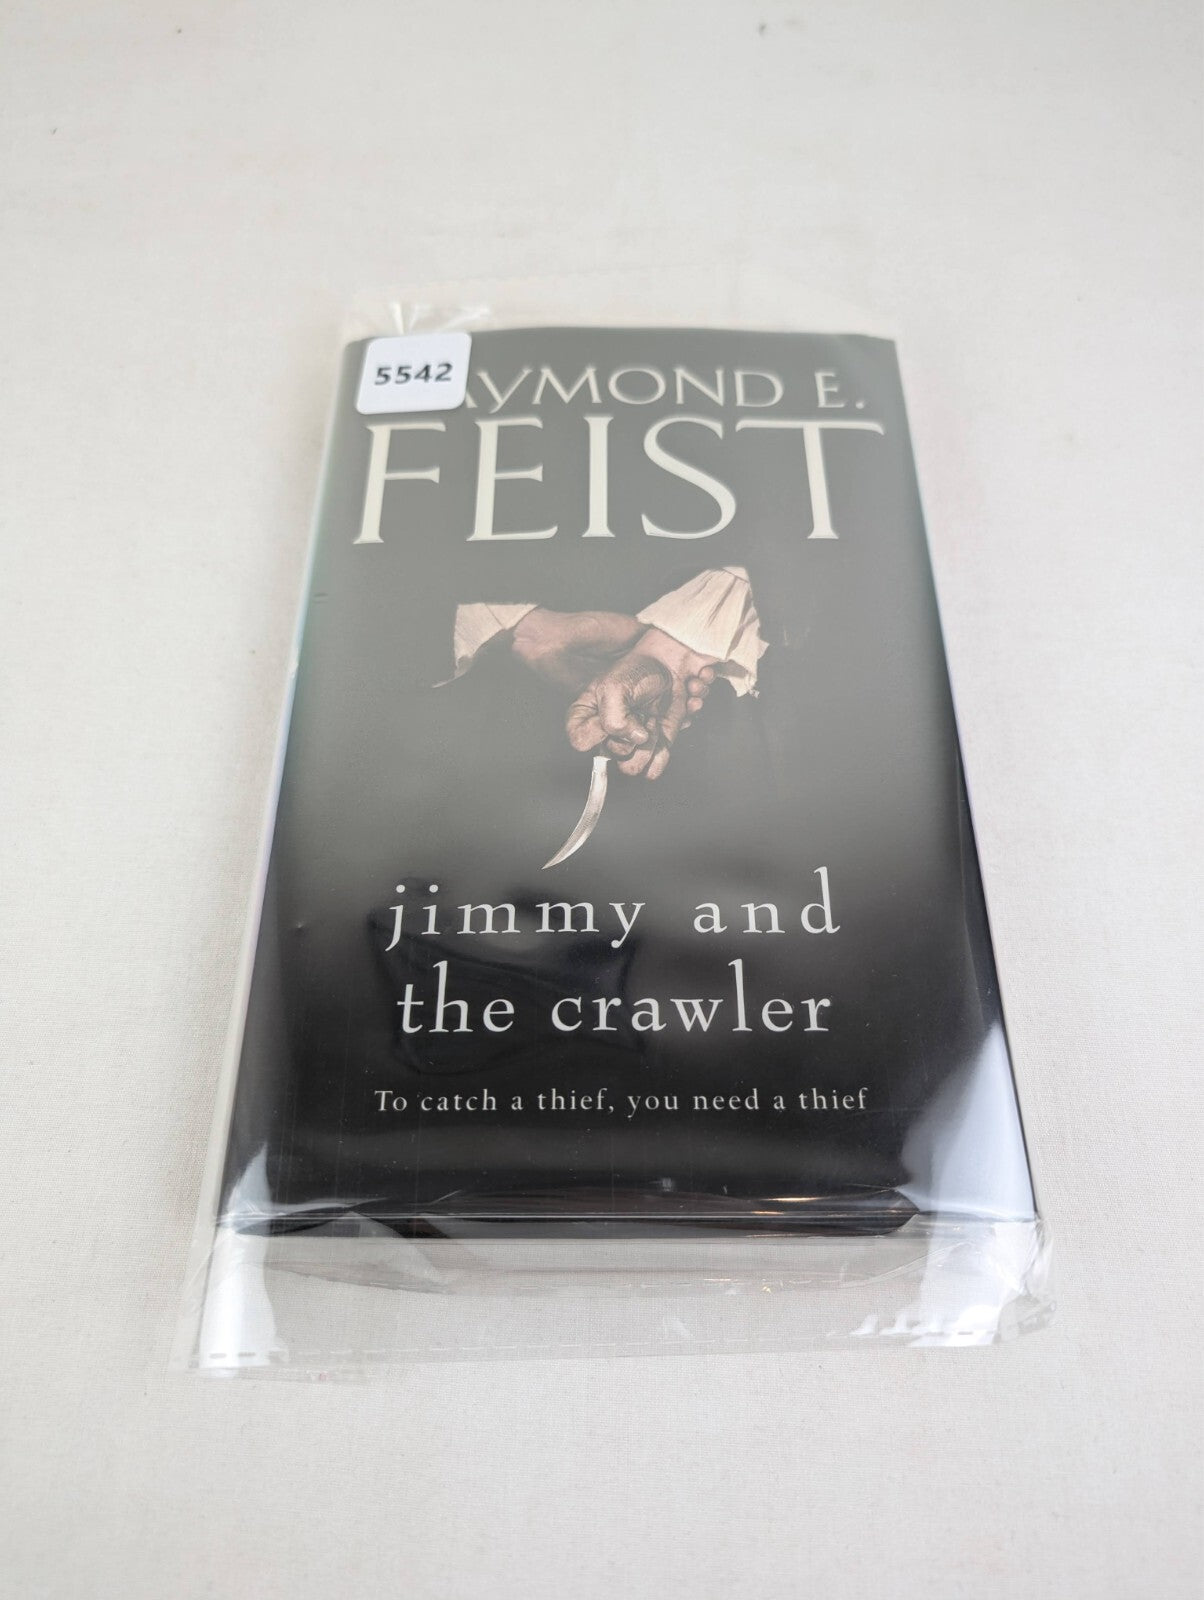 5542
AYMOND E.
FEIST
jimmy and
the crawler
To catch a thief, you need a thief